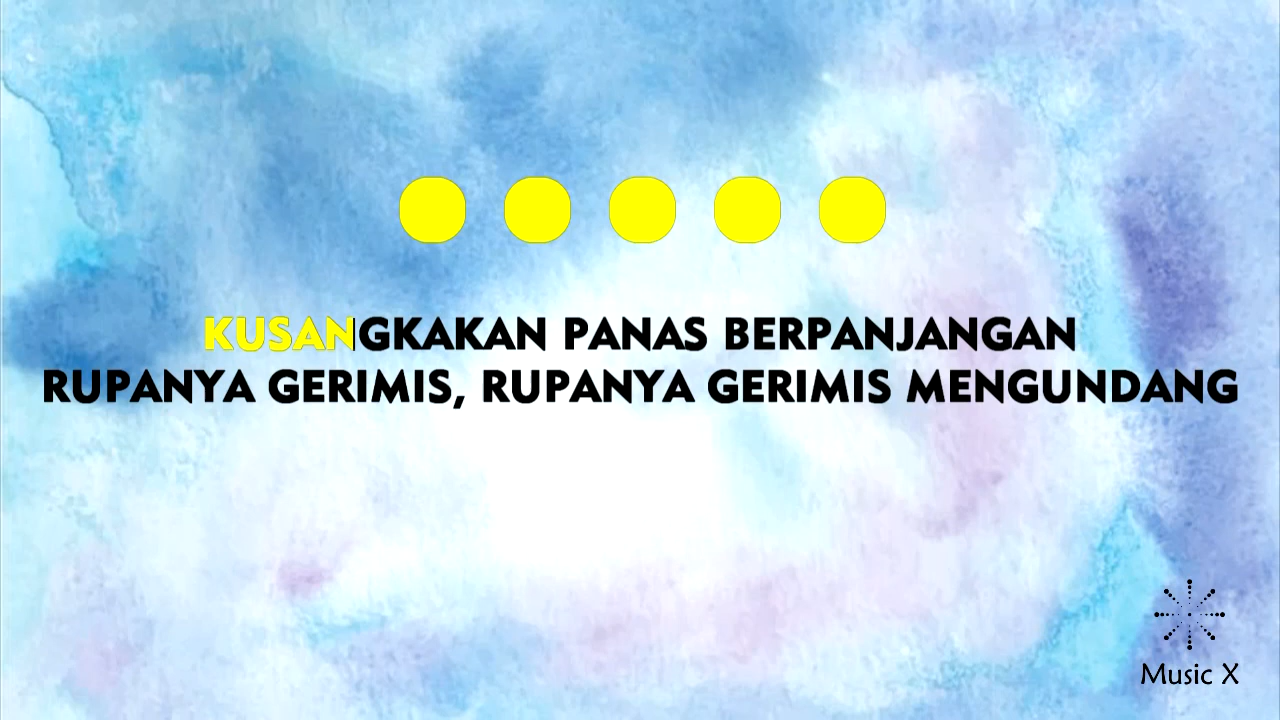 KUSANGKAKAN PANAS BERPANJANGAN
RUPANYA GERIMIS, RUPANYA GERIMIS MENGUNDANG
Music X